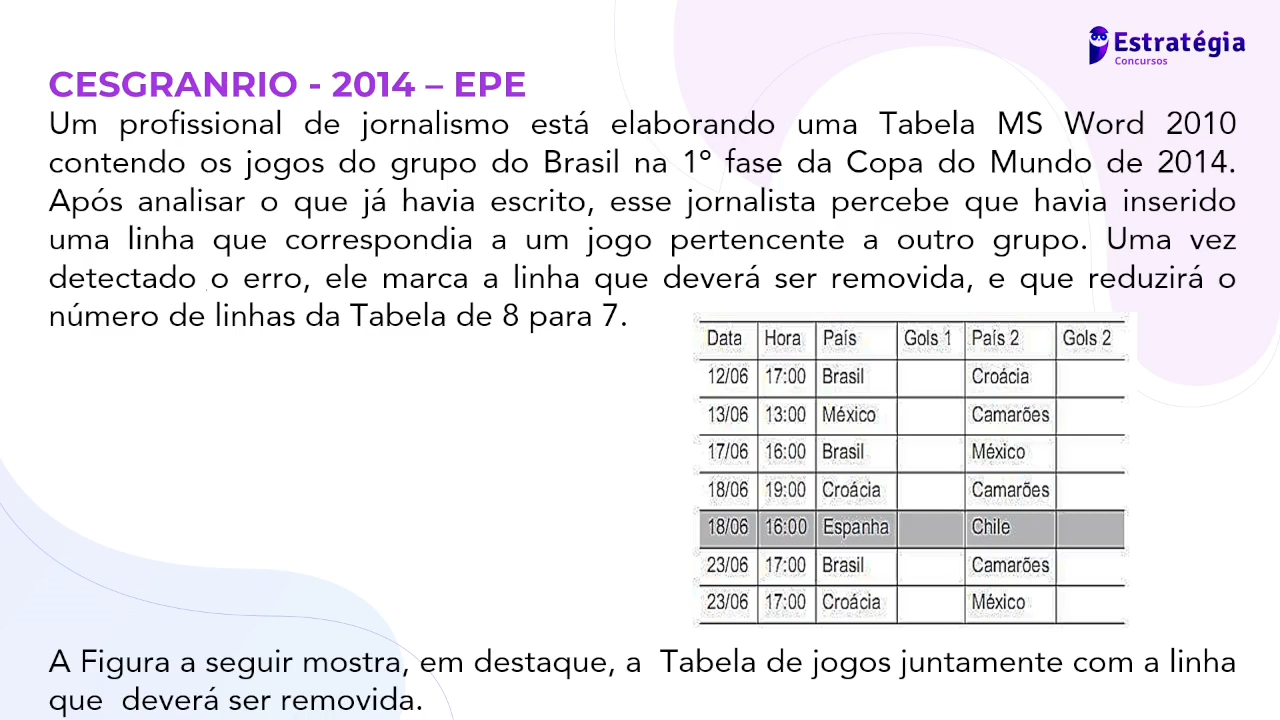 Estratégia
Concursos
CESGRANRIO - 2014 – EPE
Um profissional de jornalismo está elaborando uma Tabela MS Word 2010
contendo os jogos do grupo do Brasil na 1º fase da Copa do Mundo de 2014.
Após analisar o que já havia escrito, esse jornalista percebe que havia inserido
uma linha que correspondia a um jogo pertencente a outro grupo. Uma vez
detectado o erro, ele marca a linha que deverá ser removida, e que reduzirá o
número de linhas da Tabela de 8 para 7.
Data Hora País Gols 1 País 2 Gols 2
12/06 17:00 Brasil Croácia
13/06 13:00 México Camarões
17/06 16:00 Brasil México
18/06 19:00 Croácia Camarões
18/06 16:00 Espanha Chile
23/06 17:00 Brasil Camarões
23/06 17:00 Croácia México
A Figura a seguir mostra, em destaque, a Tabela de jogos juntamente com a linha
que deverá ser removida.